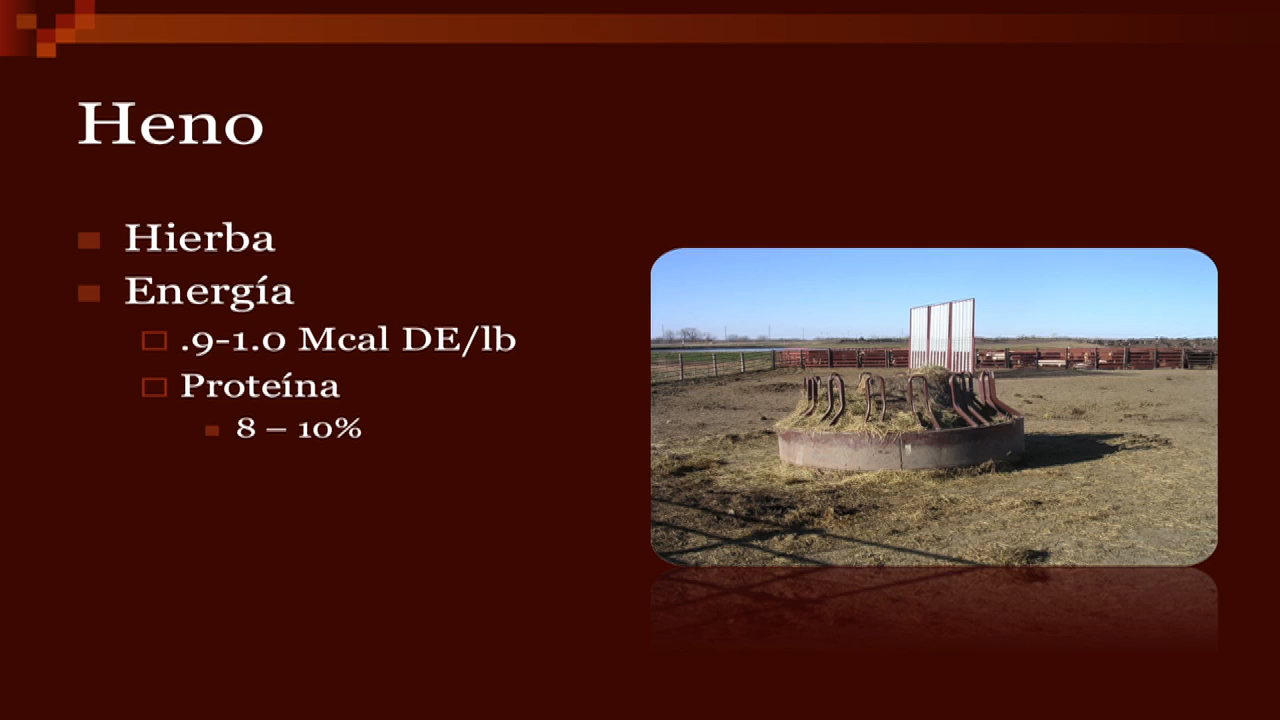 Heno
Hierba
Energía
.9-1.0 Mcal DE/lb
Proteína
8 – 10%